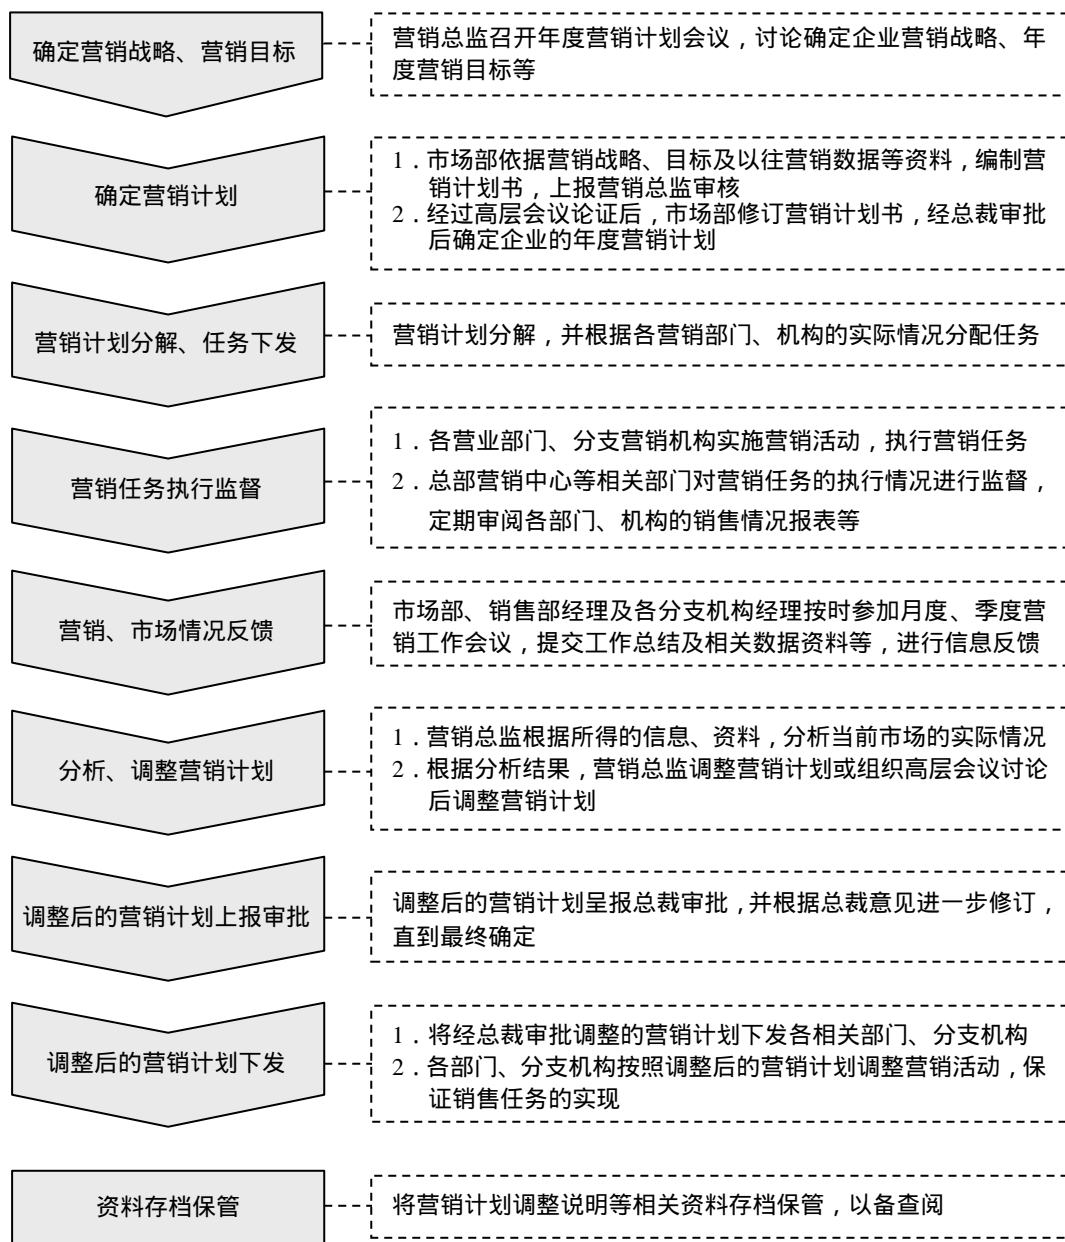 确定营销战略、营销目标
营销总监召开年度营销计划会议，讨论确定企业营销战略、年
度营销目标等
确定营销计划
1．市场部依据营销战略、目标及以往营销数据等资料，编制营
销计划书，上报营销总监审核
2．经过高层会议论证后，市场部修订营销计划书，经总裁审批
后确定企业的年度营销计划
营销计划分解、任务下发
营销计划分解，并根据各营销部门、机构的实际情况分配任务
营销任务执行监督
1．各营业部门、分支营销机构实施营销活动，执行营销任务
2．总部营销中心等相关部门对营销任务的执行情况进行监督，
定期审阅各部门、机构的销售情况报表等
营销、市场情况反馈
市场部、销售部经理及各分支机构经理按时参加月度、季度营
销工作会议，提交工作总结及相关数据资料等，进行信息反馈
分析、调整营销计划
1．营销总监根据所得的信息、资料，分析当前市场的实际情况
2．根据分析结果，营销总监调整营销计划或组织高层会议讨论
后调整营销计划
调整后的营销计划上报审批
调整后的营销计划呈报总裁审批，并根据总裁意见进一步修订，
直到最终确定
调整后的营销计划下发
1．将经总裁审批调整的营销计划下发各相关部门、分支机构
2．各部门、分支机构按照调整后的营销计划调整营销活动，保
证销售任务的实现
资料存档保管
将营销计划调整说明等相关资料存档保管，以备查阅